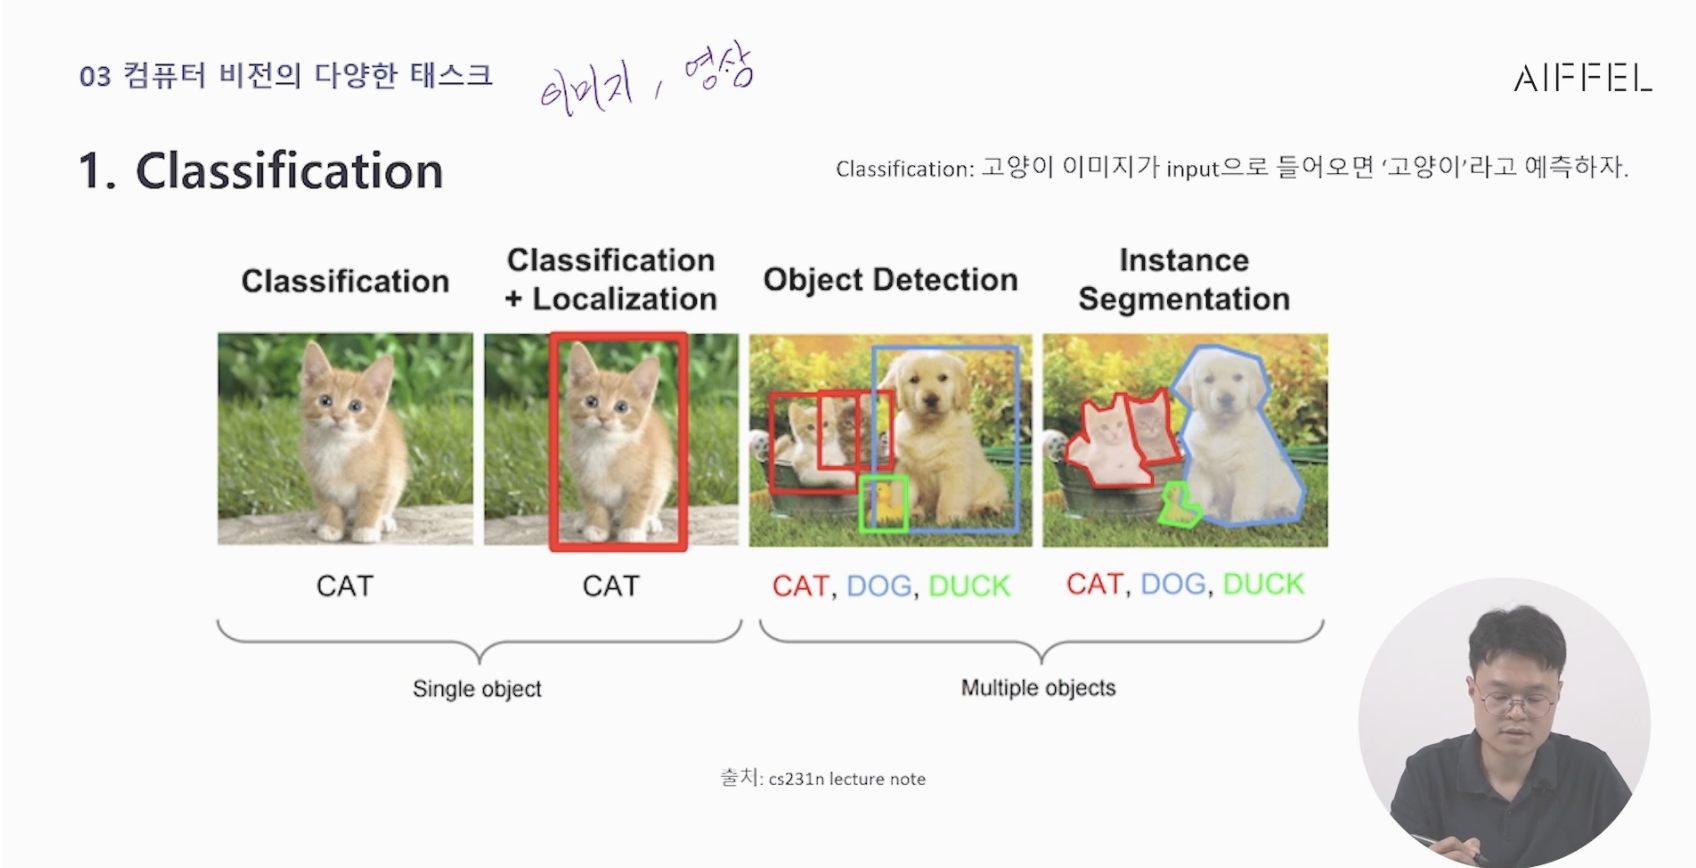 03 컴퓨터 비전의 다양한 태스크
이미지, 영상
AIFFEL
1. Classification
Classification: 고양이 이미지가 input으로 들어오면 ‘고양이’라고 예측하자.
Classification
Classification
+ Localization
Object Detection
Instance
Segmentation
CAT
CAT
CAT, DOG, DUCK
CAT, DOG, DUCK
Single object
Multiple objects
출처: cs231n lecture note